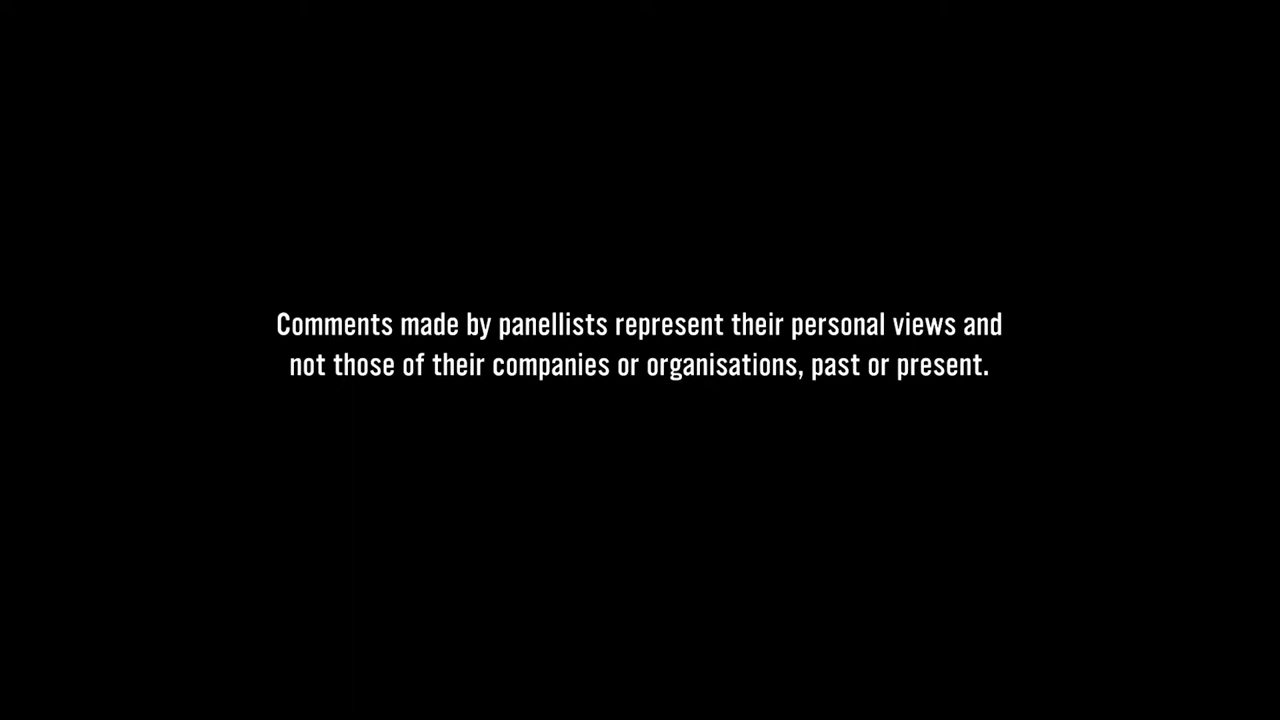 Comments made by panellists represent their personal views and
not those of their companies or organisations, past or present.